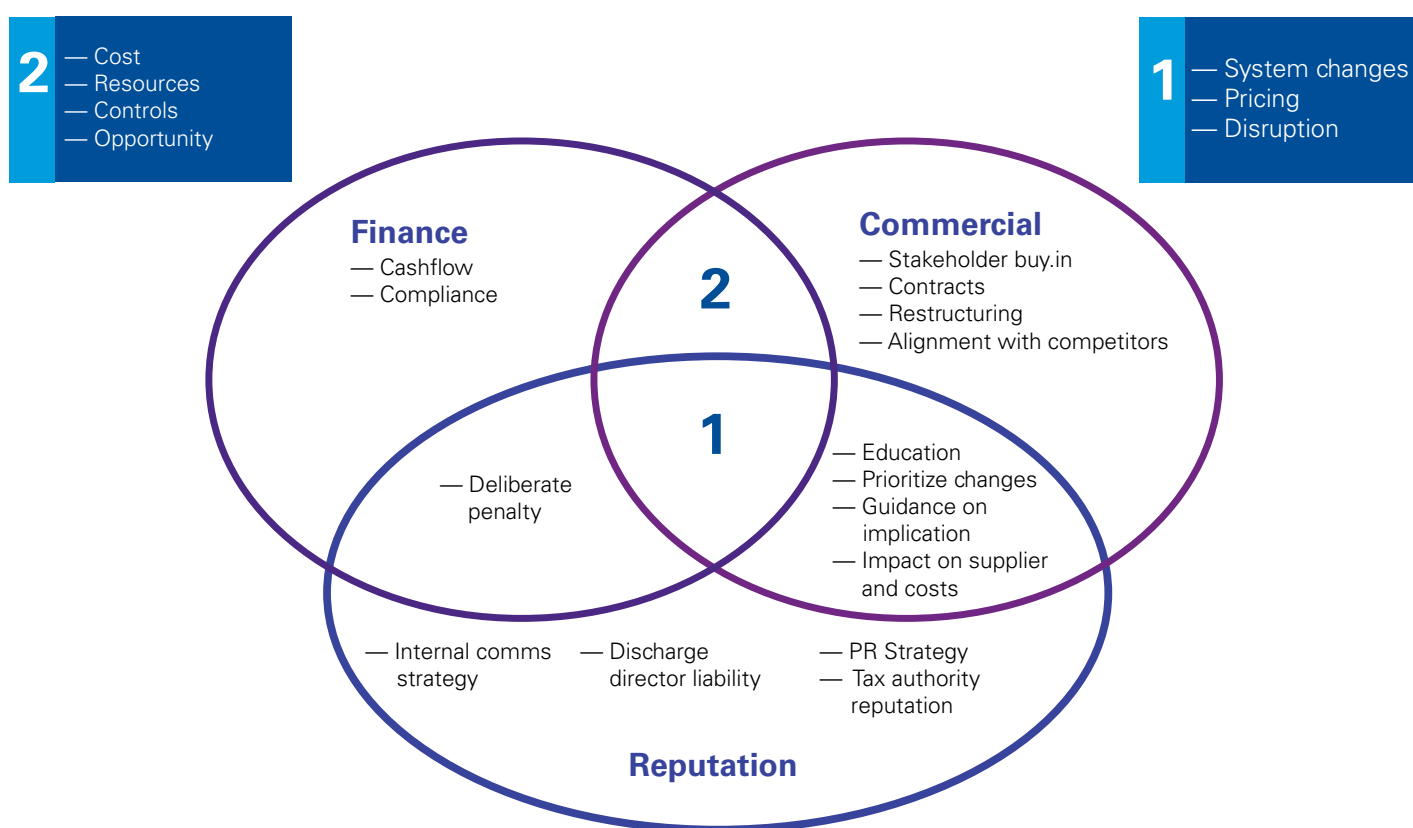 2
— Cost
— Resources
— Controls
— Opportunity
1
— System changes
— Pricing
— Disruption
Finance
— Cashflow
— Compliance
Commercial
— Stakeholder buy.in
— Contracts
— Restructuring
— Alignment with competitors
2
1
— Deliberate
penalty
— Education
— Prioritize changes
— Guidance on
implication
— Impact on supplier
and costs
— Internal comms
strategy
— Discharge
director liability
— PR Strategy
— Tax authority
reputation
Reputation